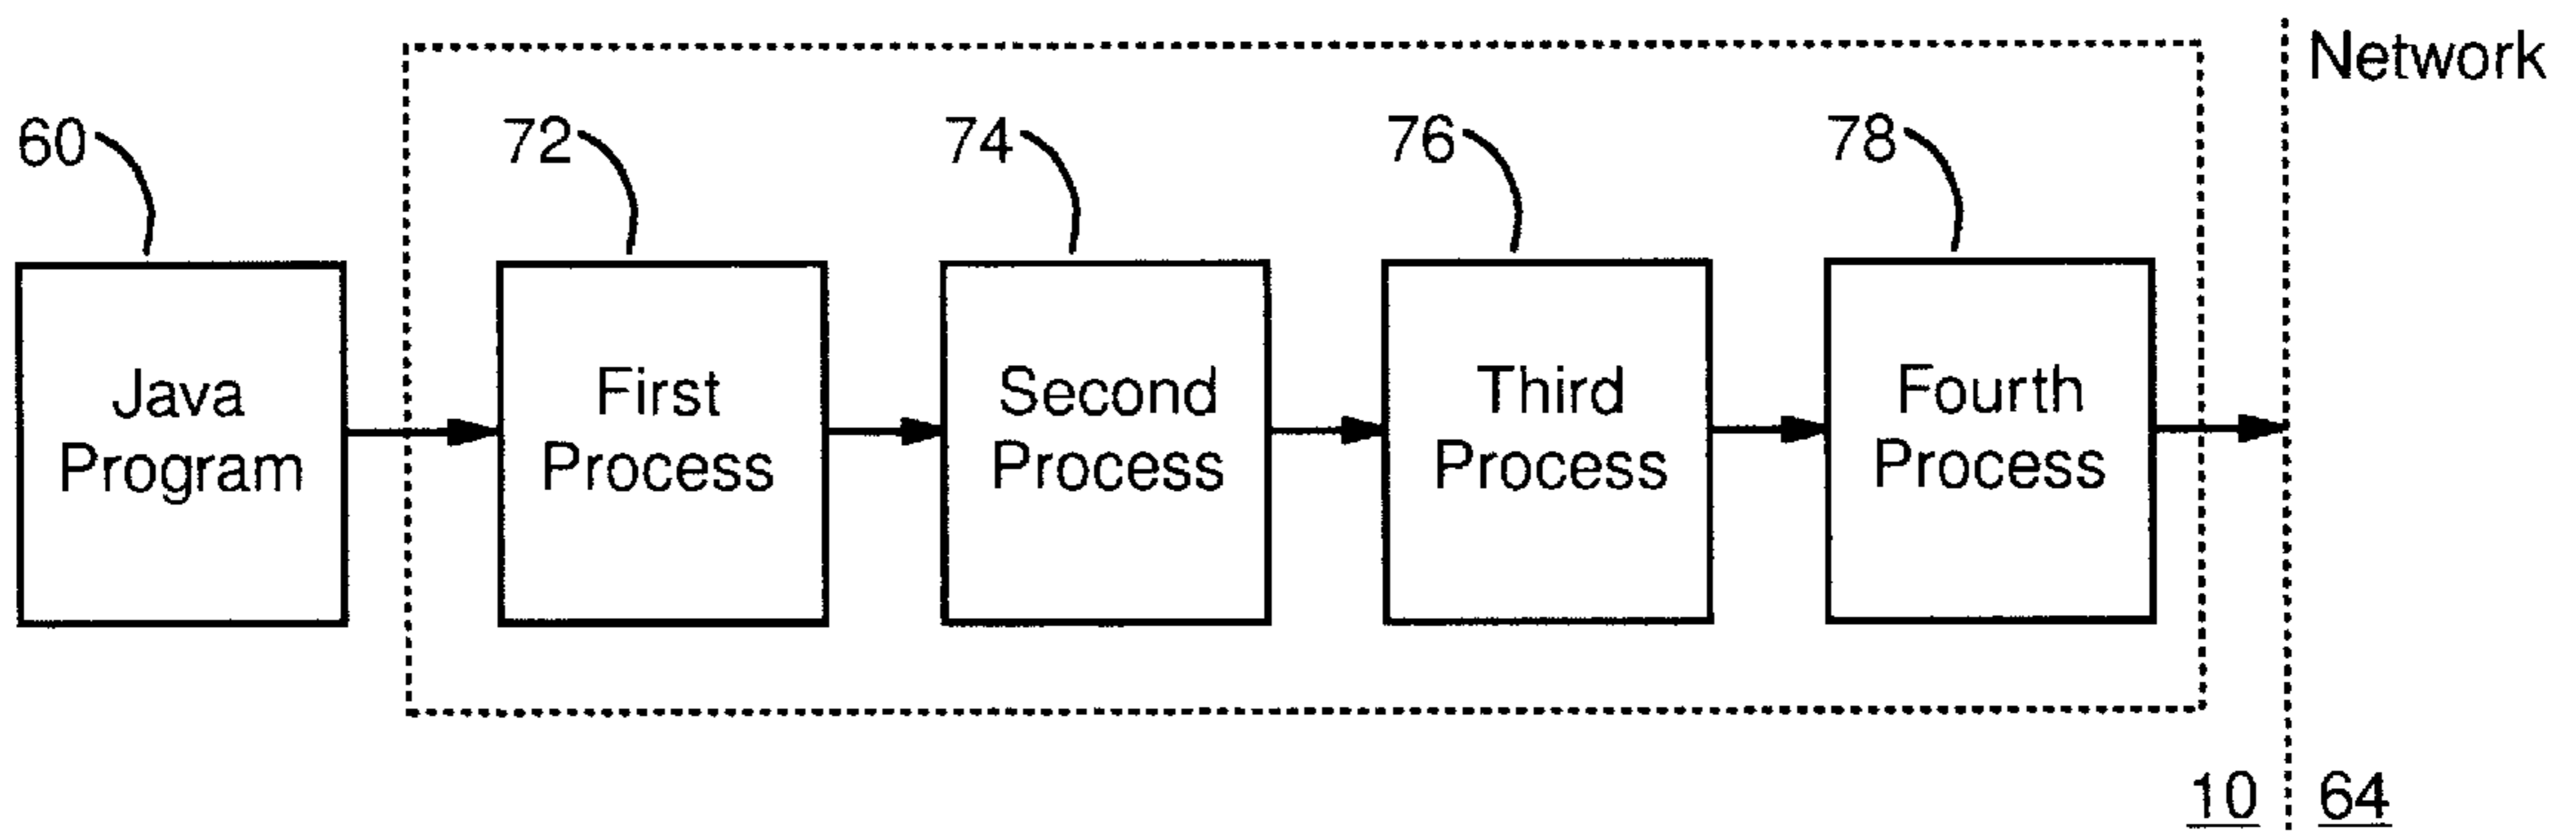 Network
60
72
74
76
78
Java
Program
First
Process
Second
Process
Third
Process
Fourth
Process
10
64